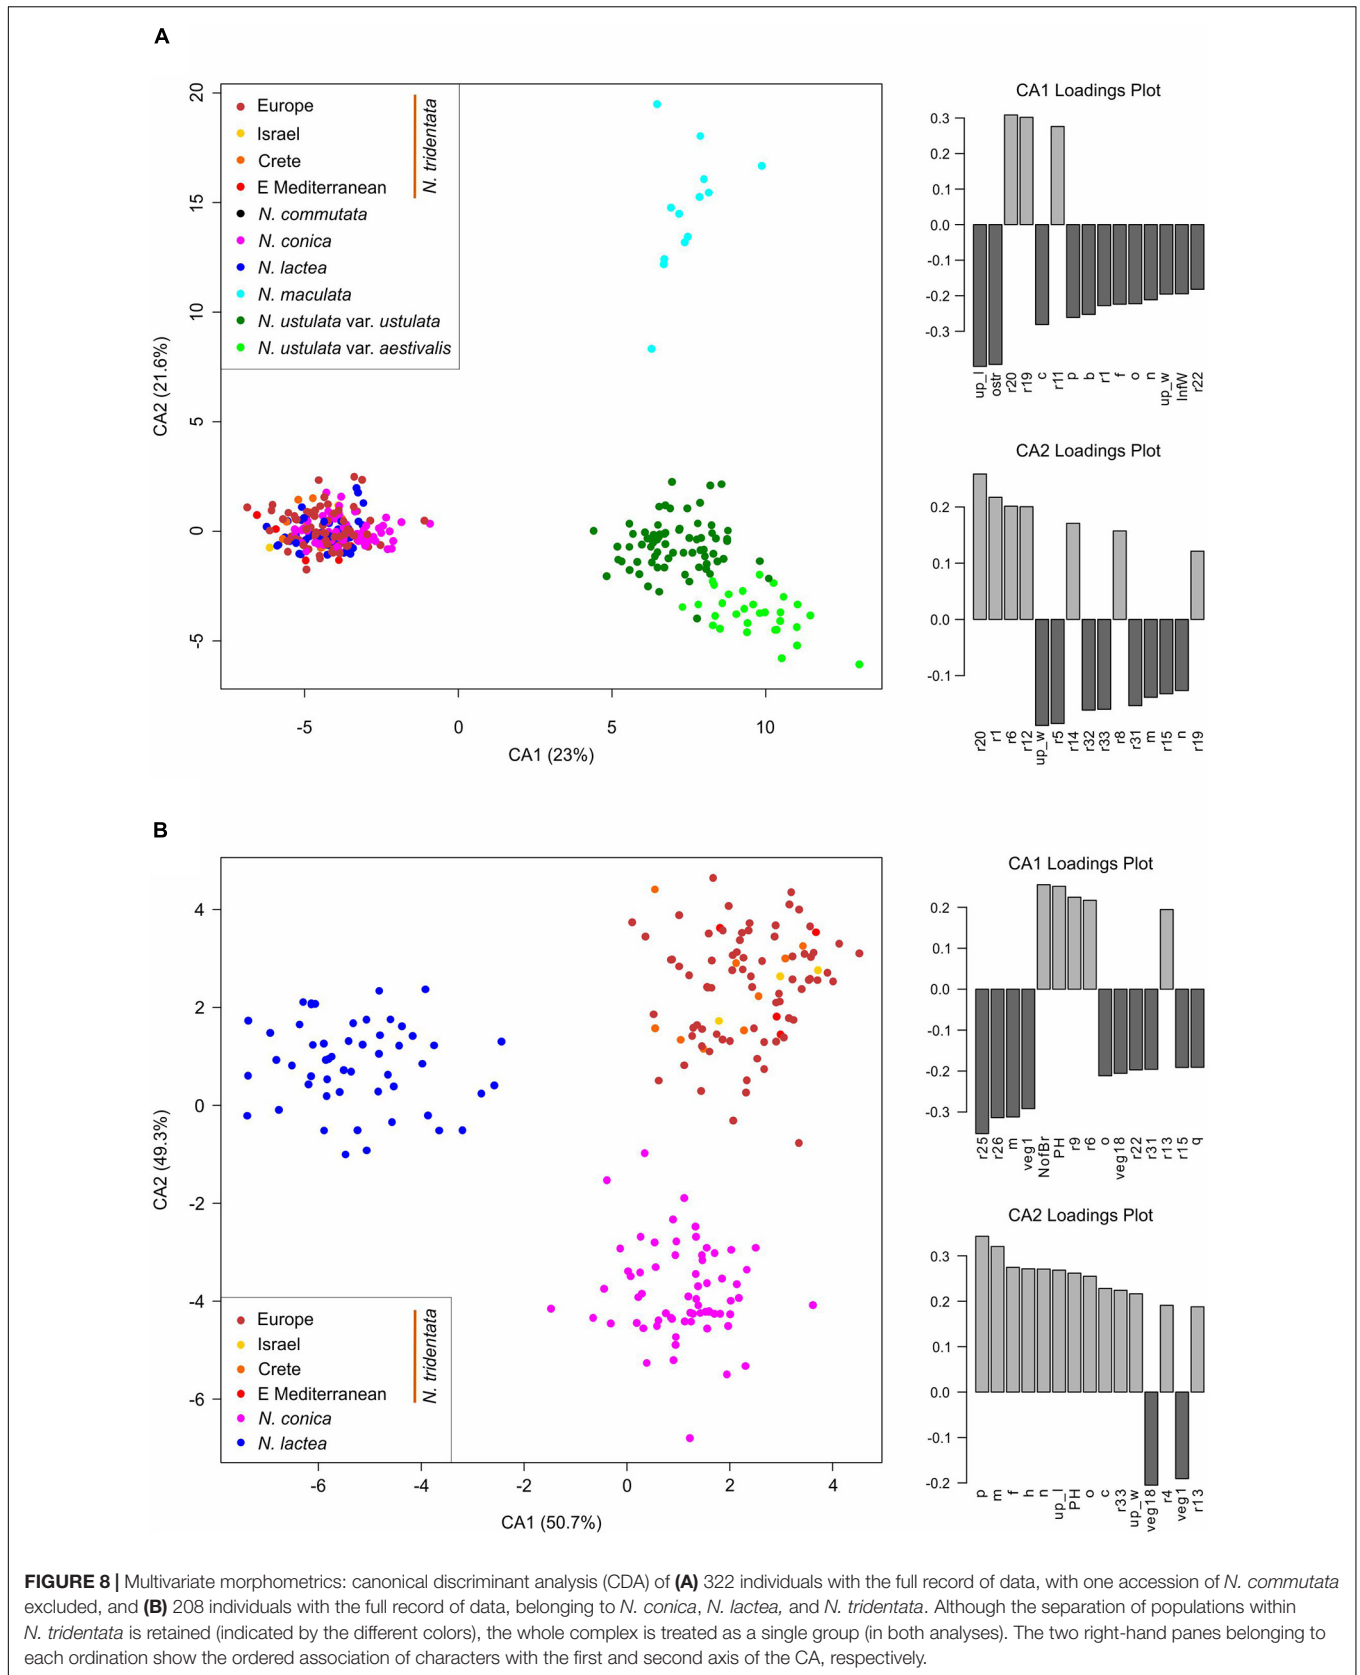 A
20
15
10
5
0
-5
CA2 (21.6%)
Europe
Israel
Crete
E Mediterranean
N. tridentata
N. commutata
N. conica
N. lactea
N. maculata
N. ustulata var. ustulata
N. ustulata var. aestivalis
-5 0 5 10
CA1 (23%)
CA1 Loadings Plot
0.3
0.2
0.1
0.0
-0.1
-0.2
-0.3
up_l ostr r20 r19 c r11 p b r1 f o n up_w InfW r22
CA2 Loadings Plot
0.2
0.1
0.0
-0.1
r20 r1 r6 r12 up_w r5 r14 r32 r33 r8 r31 m r15 n r19
B
4
2
0
-2
-4
-6
CA2 (49.3%)
Europe
Israel
Crete
E Mediterranean
N. tridentata
N. conica
N. lactea
-6 -4 -2 0 2 4
CA1 (50.7%)
CA1 Loadings Plot
0.2
0.1
0.0
-0.1
-0.2
-0.3
r25 r26 m veg1 NofBr PH r9 r6 o veg18 r22 r31 r13 r15 q
CA2 Loadings Plot
0.3
0.2
0.1
0.0
-0.1
-0.2
p m f h n up_l PH o c r33 up_w veg18 r4 veg1 r13
FIGURE 8 | Multivariate morphometrics: canonical discriminant analysis (CDA) of (A) 322 individuals with the full record of data, with one accession of N. commutata
excluded, and (B) 208 individuals with the full record of data, belonging to N. conica, N. lactea, and N. tridentata. Although the separation of populations within
N. tridentata is retained (indicated by the different colors), the whole complex is treated as a single group (in both analyses). The two right-hand panes belonging to
each ordination show the ordered association of characters with the first and second axis of the CA, respectively.